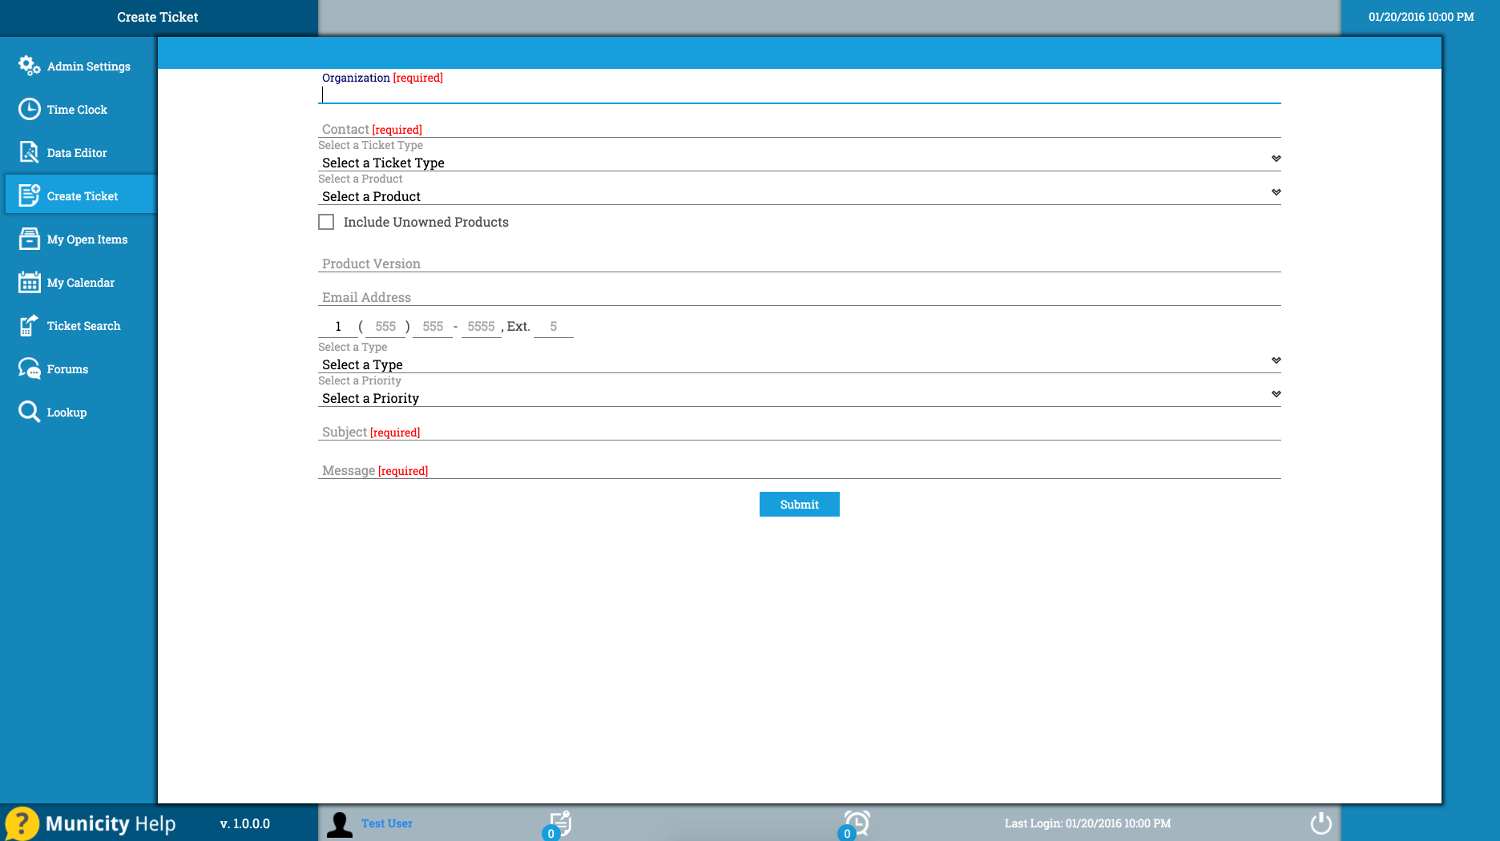 Create Ticket
01/20/2016 10:00 PM
Admin Settings
Time Clock
Data Editor
Create Ticket
My Open Items
My Calendar
Ticket Search
Forums
Lookup
Organization [required]
Contact [required]
Select a Ticket Type
Select a Ticket Type
Select a Product
Select a Product
Include Unowned Products
Product Version
Email Address
1 ( 555 ) 555 - 5555 , Ext. 5
Select a Type
Select a Type
Select a Priority
Select a Priority
Subject [required]
Message [required]
Submit
? Municity Help v. 1.0.0.0 Test User 0 0 Last Login: 01/20/2016 10:00 PM